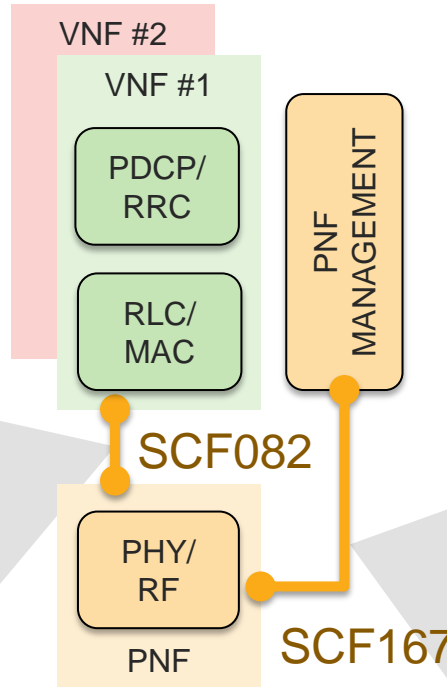 VNF #2
VNF #1
PDCP/
RRC
RLC/
MAC
PNF
MANAGEMENT
SCF082
PHY/
RF
PNF
SCF167